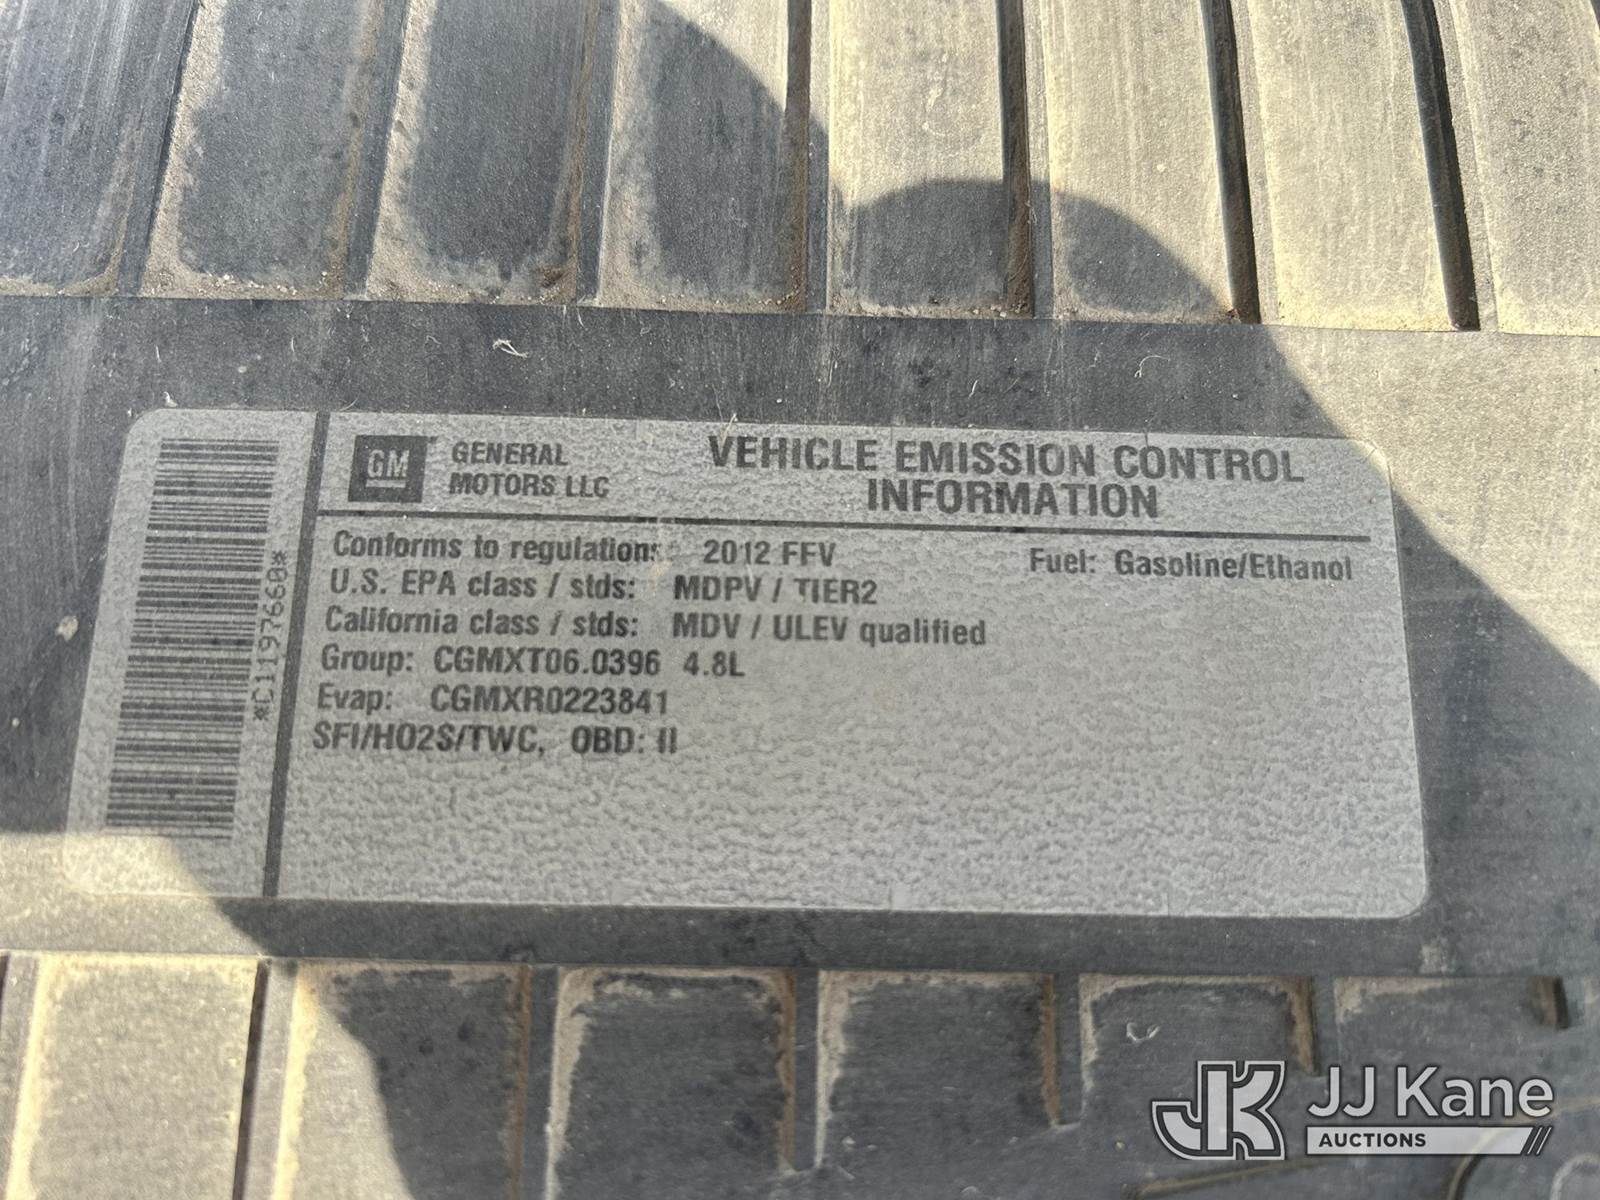 GM
GENERAL
MOTORS LLC
VEHICLE EMISSION CONTROL
INFORMATION
Conforms to regulations: 2012 FFV
Fuel: Gasoline/Ethanol
U.S. EPA class / stds: MDPV / TIER2
California class / stds: MDV / ULEV qualified
Group: CGMXT06.0396 4.8L
Evap: CGMXR0223841
SFI/HO2S/TWC, OBD: II
*C1197660*
JK JJ Kane
AUCTIONS